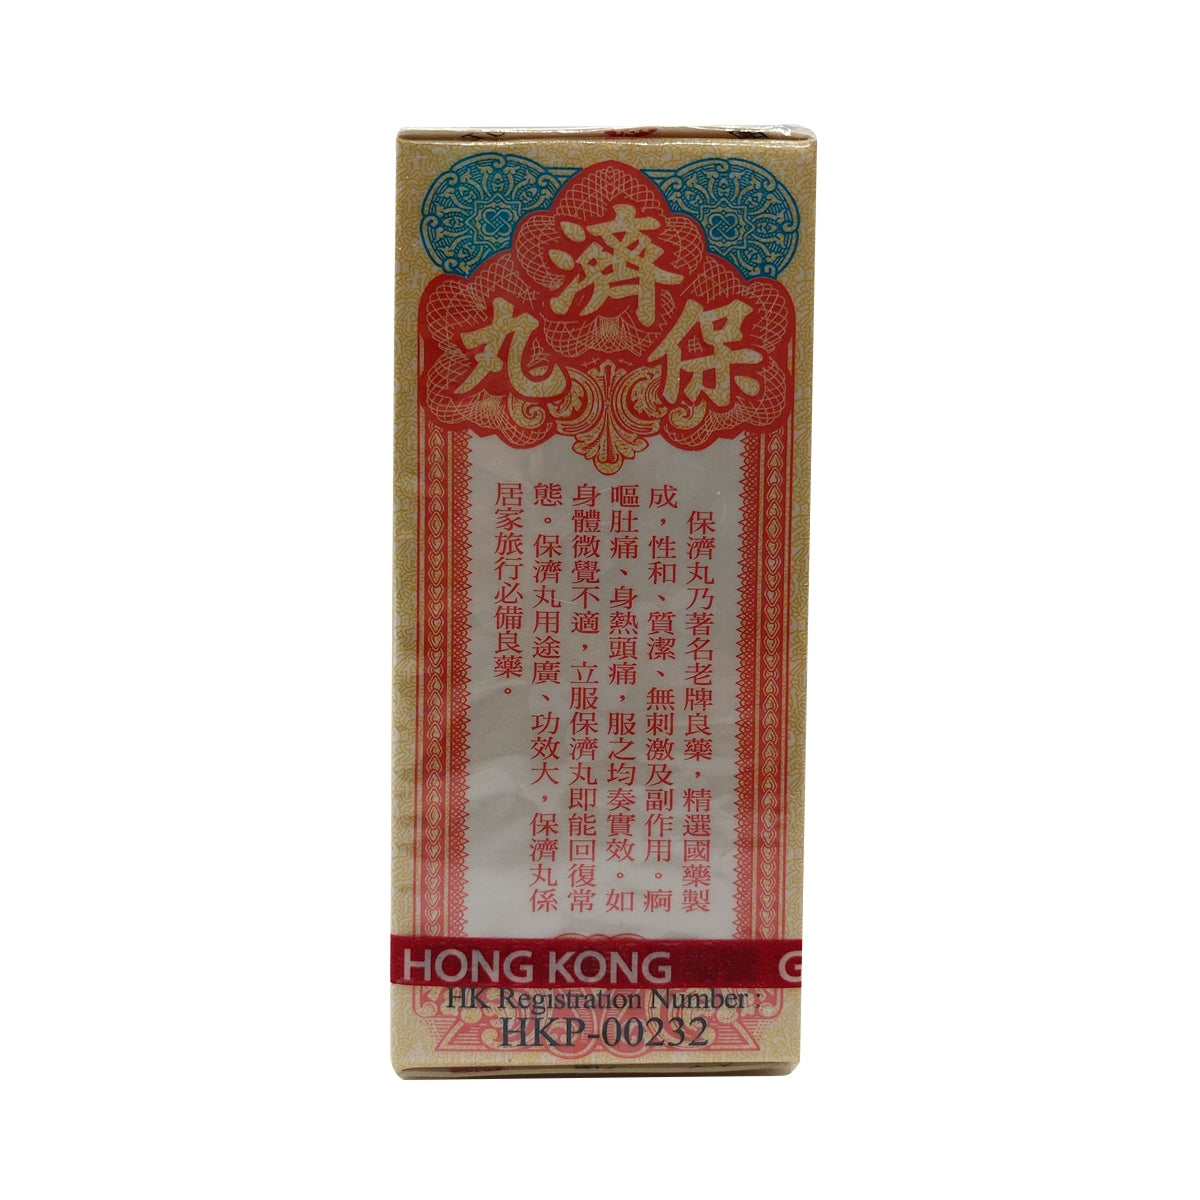 保濟丸
保濟丸乃著名老牌良藥，精選國藥製
成，性和、質潔、無刺激及副作用。痾
嘔肚痛、身熱頭痛，服之均奏實效。如
身體微覺不適，立服保濟丸即能回復常
態。保濟丸用途廣、功效大，保濟丸係
居家旅行必備良藥。
HONG KONG G
HK Registration Number :
HKP-00232